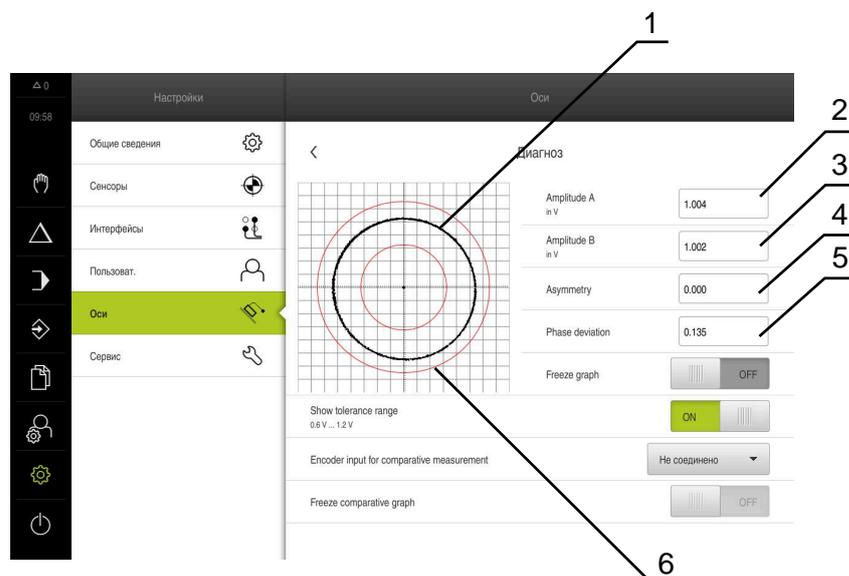 1
△ 0
Настройки
Оси
09:58
2
Общие сведения
Диагноз
Сенсоры
3
Amplitude A
in V
1.004
Интерфейсы
4
Amplitude B
in V
1.002
5
Пользоват.
Asymmetry
0.000
Оси
Phase deviation
0.135
Сервис
Freeze graph
OFF
Show tolerance range
0.6 V ... 1.2 V
ON
Encoder input for comparative measurement
Не соединено
Freeze comparative graph
OFF
6